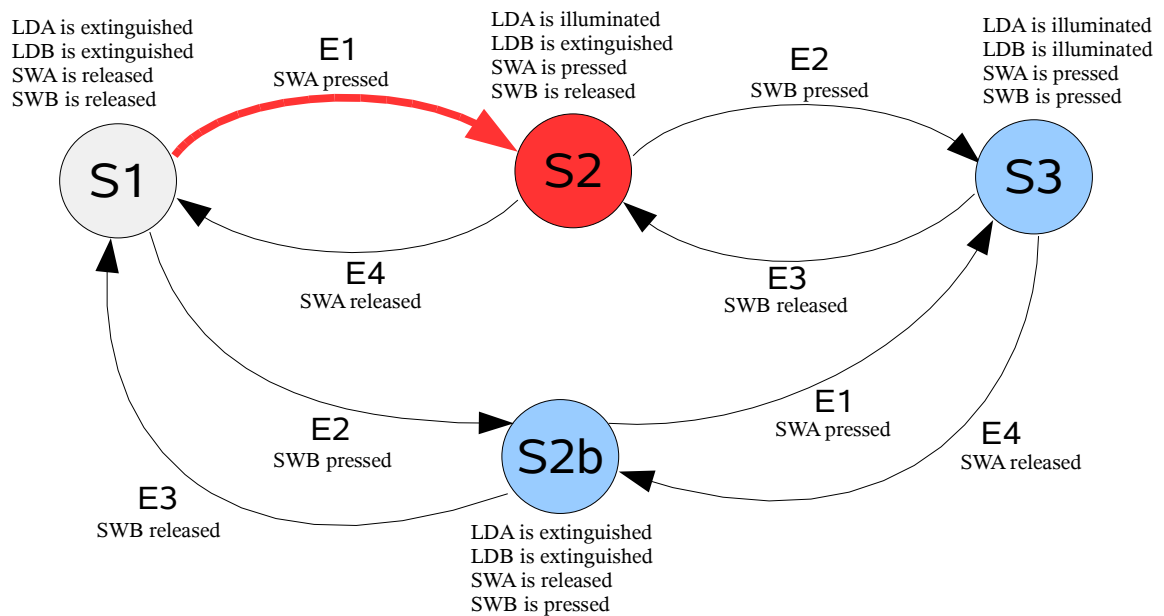 LDA is extinguished
LDB is extinguished
SWA is released
SWB is released
E1
SWA pressed
LDA is illuminated
LDB is extinguished
SWA is pressed
SWB is released
E2
SWB pressed
LDA is illuminated
LDB is illuminated
SWA is pressed
SWB is pressed
S1
S2
S3
E4
SWA released
E3
SWB released
E2
SWB pressed
E1
SWA pressed
E4
SWA released
S2b
E3
SWB released
LDA is extinguished
LDB is extinguished
SWA is released
SWB is pressed